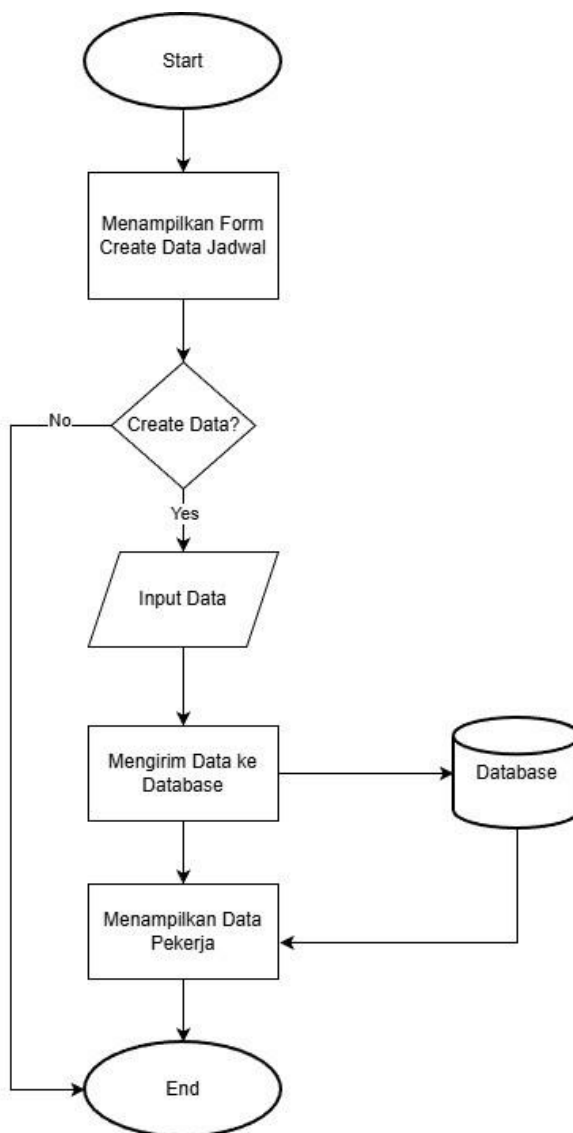 Start
Menampilkan Form
Create Data Jadwal
No
Create Data?
Yes
Input Data
Mengirim Data ke
Database
Database
Menampilkan Data
Pekerja
End